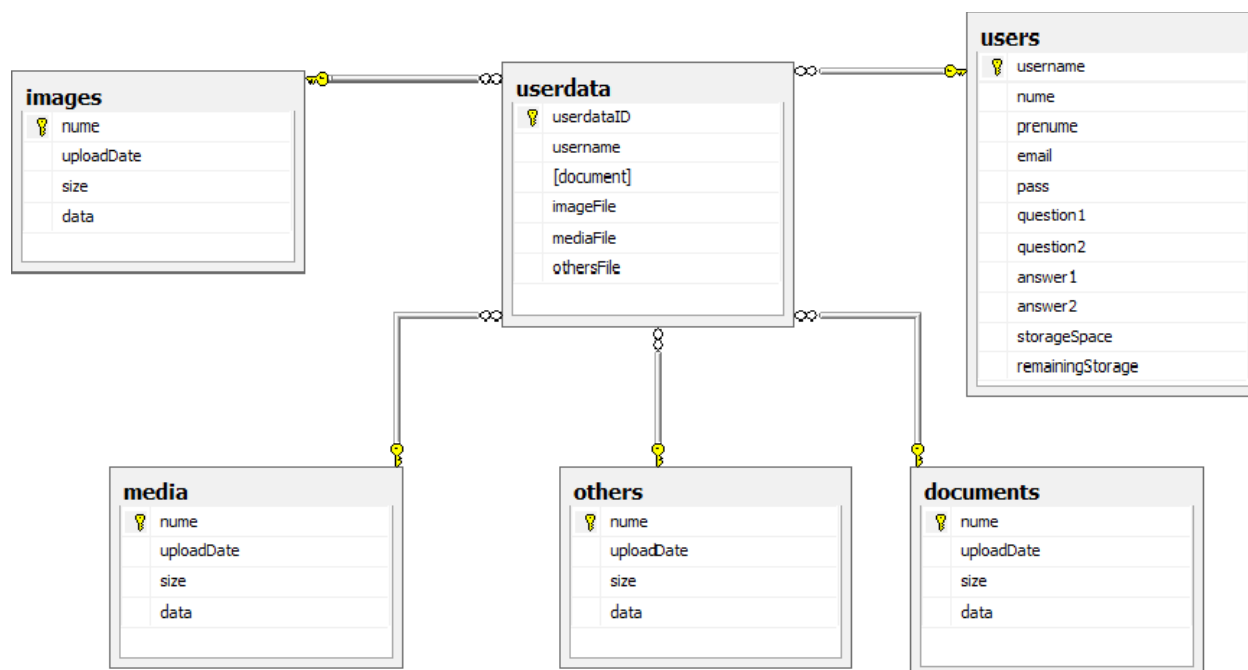 images
nume
uploadDate
size
data
userdata
userdataID
username
[document]
imageFile
mediaFile
othersFile
users
username
nume
prenume
email
pass
question1
question2
answer1
answer2
storageSpace
remainingStorage
media
nume
uploadDate
size
data
others
nume
uploadDate
size
data
documents
nume
uploadDate
size
data